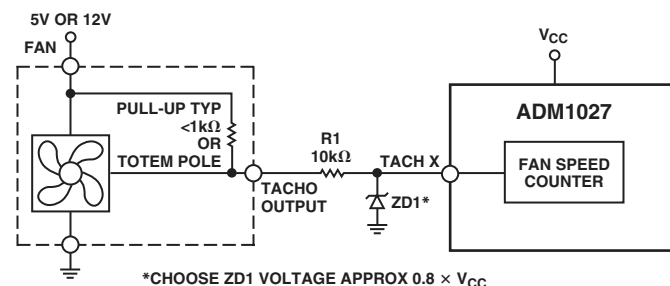 5V OR 12V
FAN
PULL-UP TYP
<1kΩ
OR
TOTEM POLE
TACHO
OUTPUT
R1
10kΩ
TACH X
ZD1*
VCC
ADM1027
FAN SPEED
COUNTER
*CHOOSE ZD1 VOLTAGE APPROX 0.8 × VCC